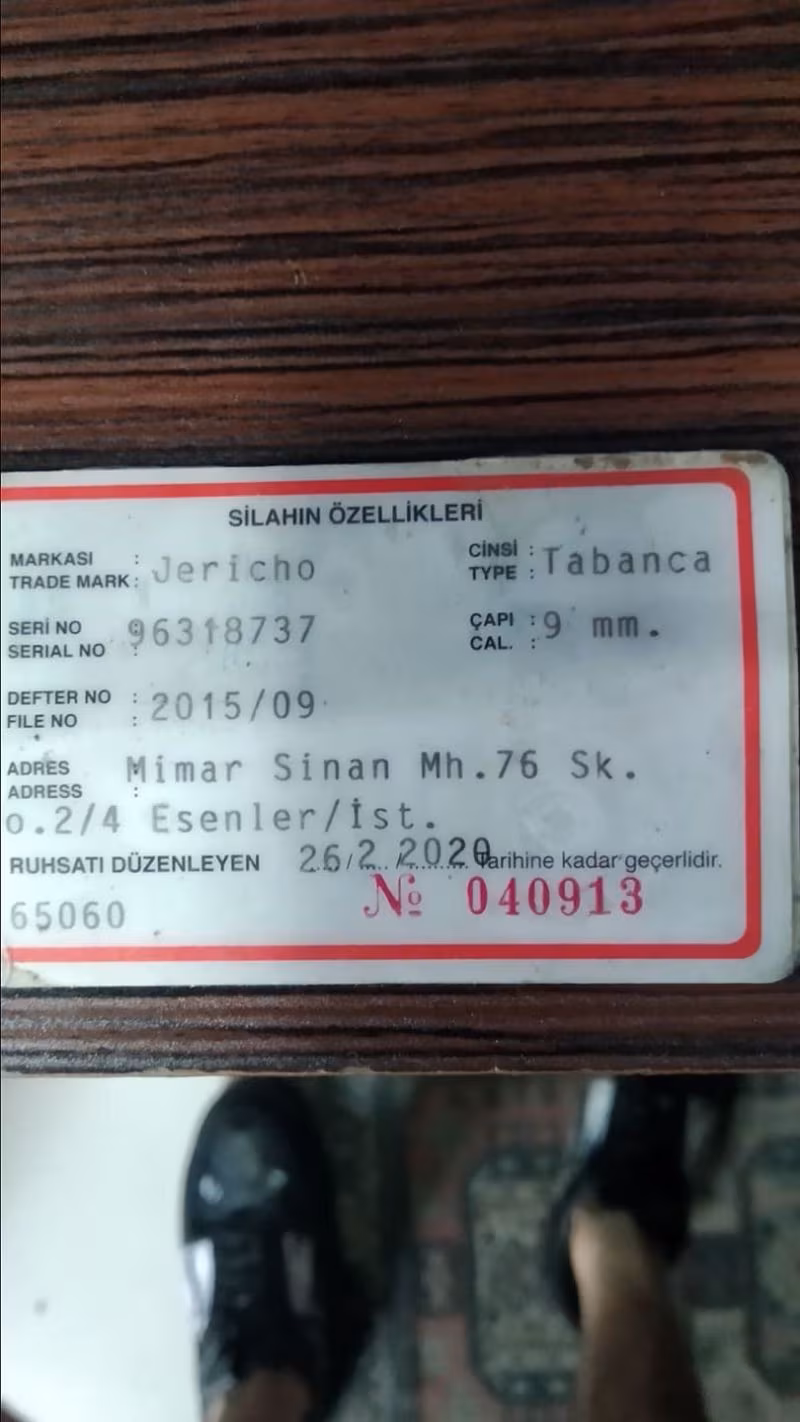 SİLAHIN ÖZELLİKLERİ
MARKASI : Jericho CİNSİ : Tabanca
TRADE MARK : TYPE :
SERİ NO 96318737 ÇAPI : 9 mm.
SERIAL NO : CAL. :
DEFTER NO : 2015/09
FILE NO :
ADRES Mimar Sinan Mh.76 Sk.
ADRESS :
o.2/4 Esenler/İst.
RUHSATI DÜZENLEYEN 26/2./2020 Tarihine kadar geçerlidir.
65060 № 040913